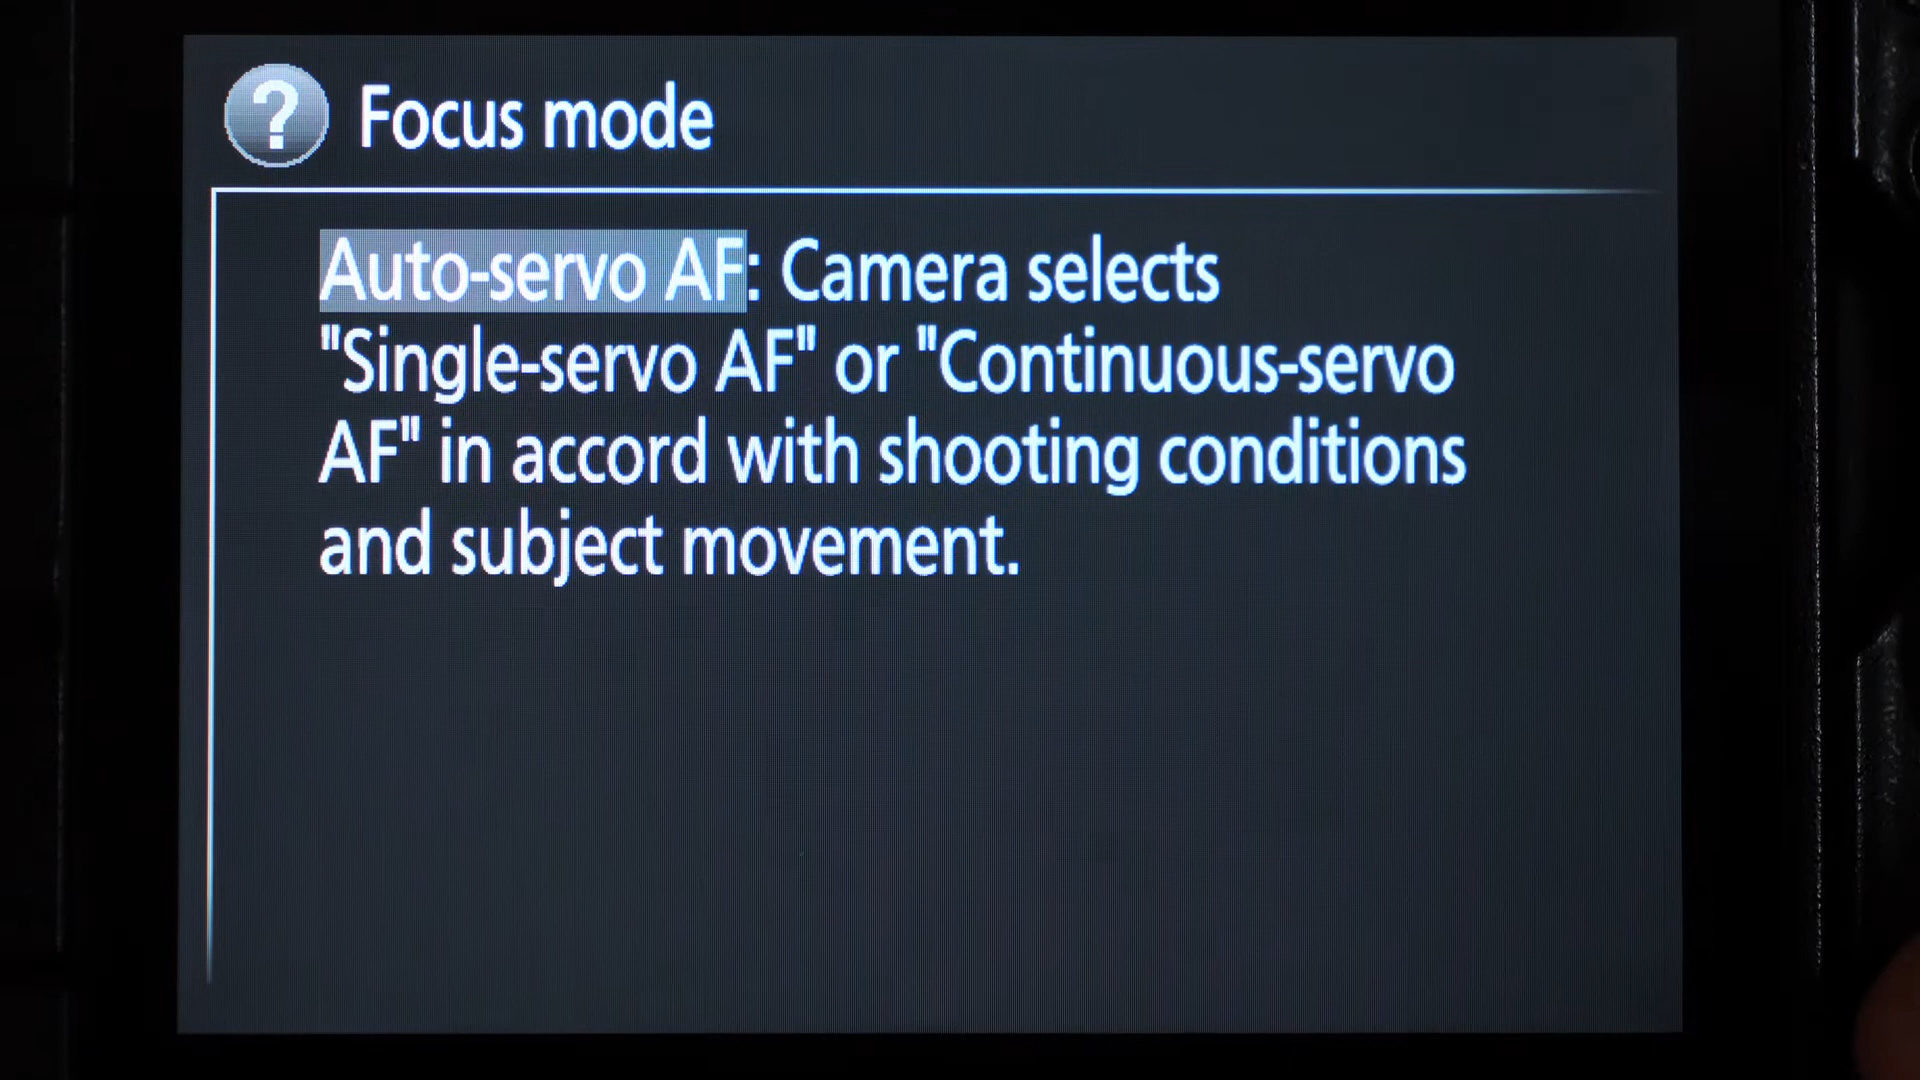 ? Focus mode
Auto-servo AF: Camera selects
"Single-servo AF" or "Continuous-servo
AF" in accord with shooting conditions
and subject movement.